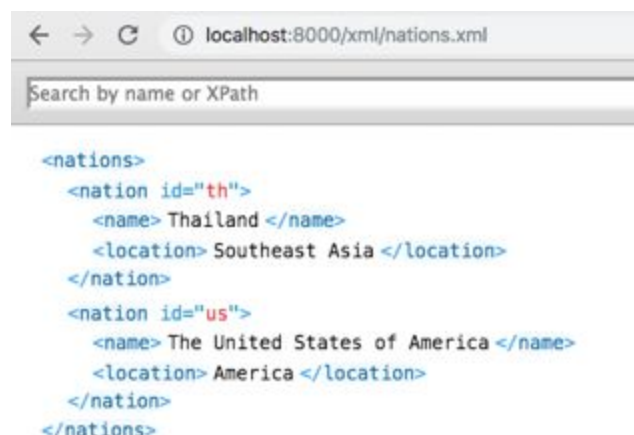 localhost:8000/xml/nations.xml
Search by name or XPath
<nations>
<nation id="th">
<name> Thailand </name>
<location> Southeast Asia </location>
</nation>
<nation id="us">
<name> The United States of America </name>
<location> America </location>
</nation>
</nations>